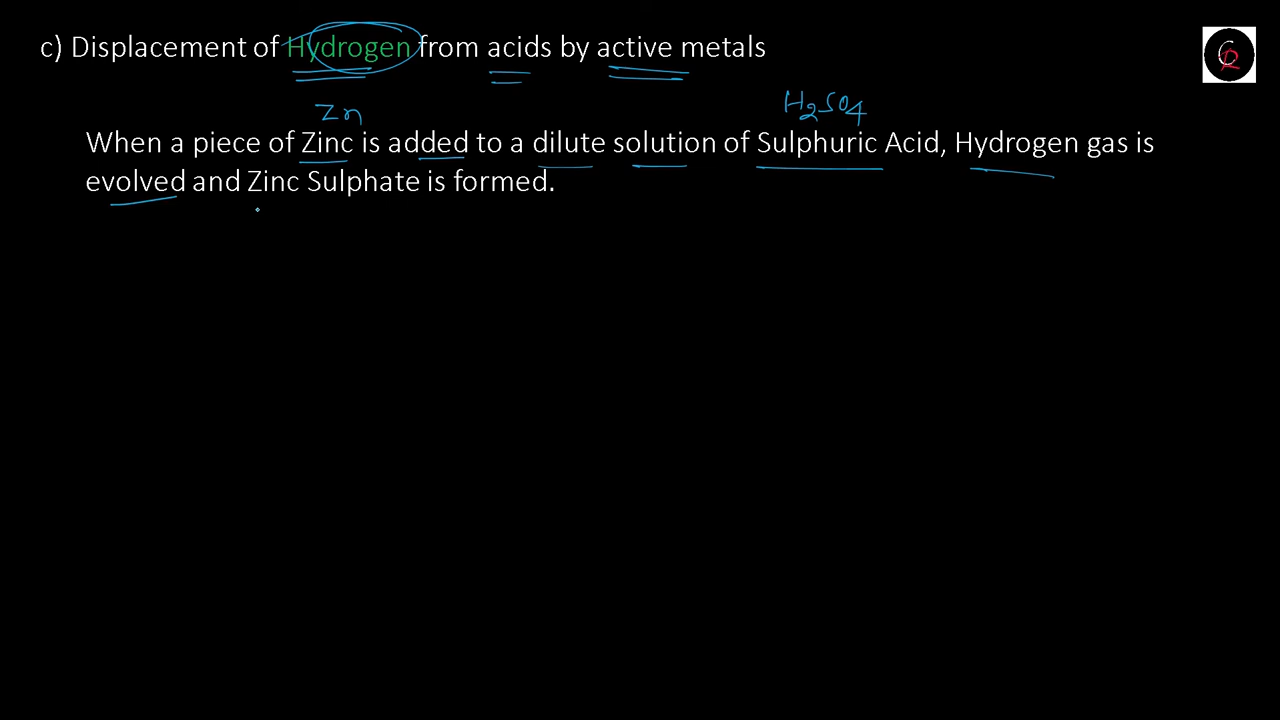 c) Displacement of Hydrogen from acids by active metals
Zn H₂SO₄
When a piece of Zinc is added to a dilute solution of Sulphuric Acid, Hydrogen gas is
evolved and Zinc Sulphate is formed.